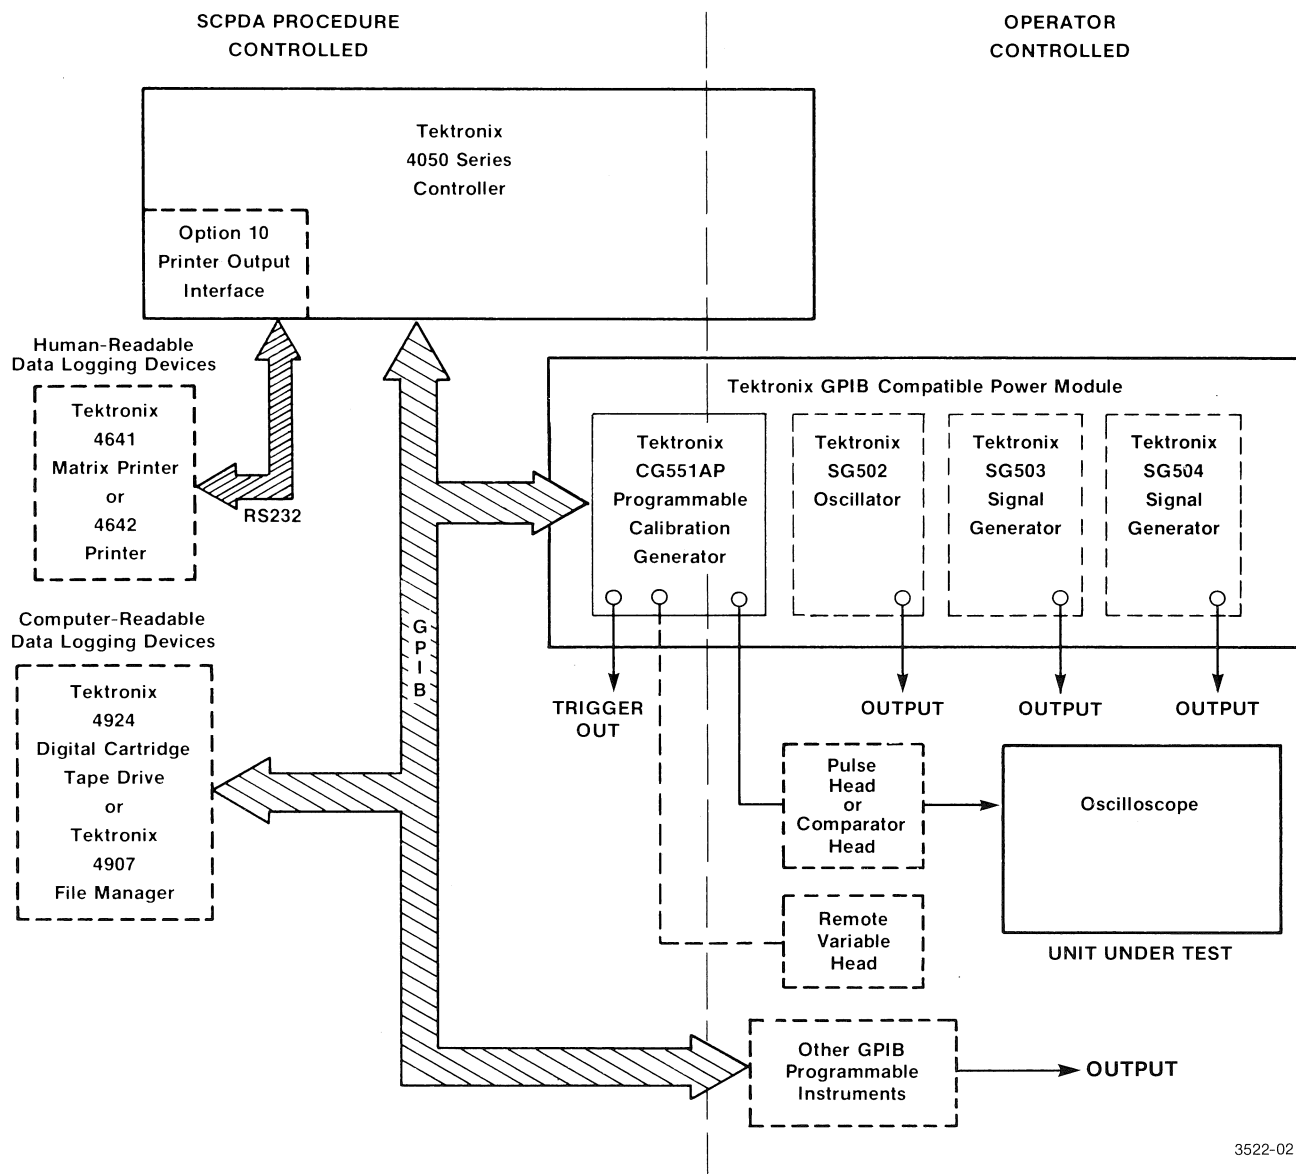 SCPDA PROCEDURE
CONTROLLED
OPERATOR
CONTROLLED
Tektronix
4050 Series
Controller
Option 10
Printer Output
Interface
Human-Readable
Data Logging Devices
Tektronix
4641
Matrix Printer
or
4642
Printer
RS232
Computer-Readable
Data Logging Devices
Tektronix
4924
Digital Cartridge
Tape Drive
or
Tektronix
4907
File Manager
GPIB
Tektronix GPIB Compatible Power Module
Tektronix
CG551AP
Programmable
Calibration
Generator
Tektronix
SG502
Oscillator
Tektronix
SG503
Signal
Generator
Tektronix
SG504
Signal
Generator
TRIGGER
OUT
OUTPUT
OUTPUT
OUTPUT
Pulse
Head
or
Comparator
Head
Oscilloscope
UNIT UNDER TEST
Remote
Variable
Head
Other GPIB
Programmable
Instruments
OUTPUT
3522-02